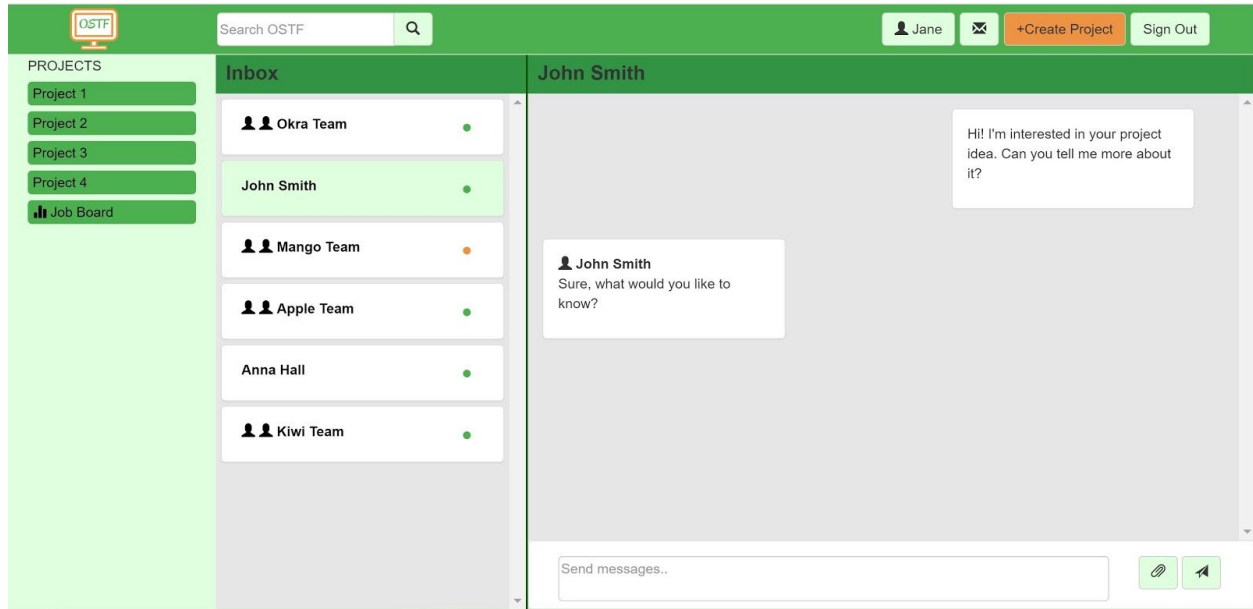 OSTF
Search OSTF
Jane
+Create Project
Sign Out
PROJECTS
Project 1
Project 2
Project 3
Project 4
Job Board
Inbox
Okra Team
John Smith
Mango Team
Apple Team
Anna Hall
Kiwi Team
John Smith
Hi! I'm interested in your project
idea. Can you tell me more about
it?
John Smith
Sure, what would you like to
know?
Send messages..